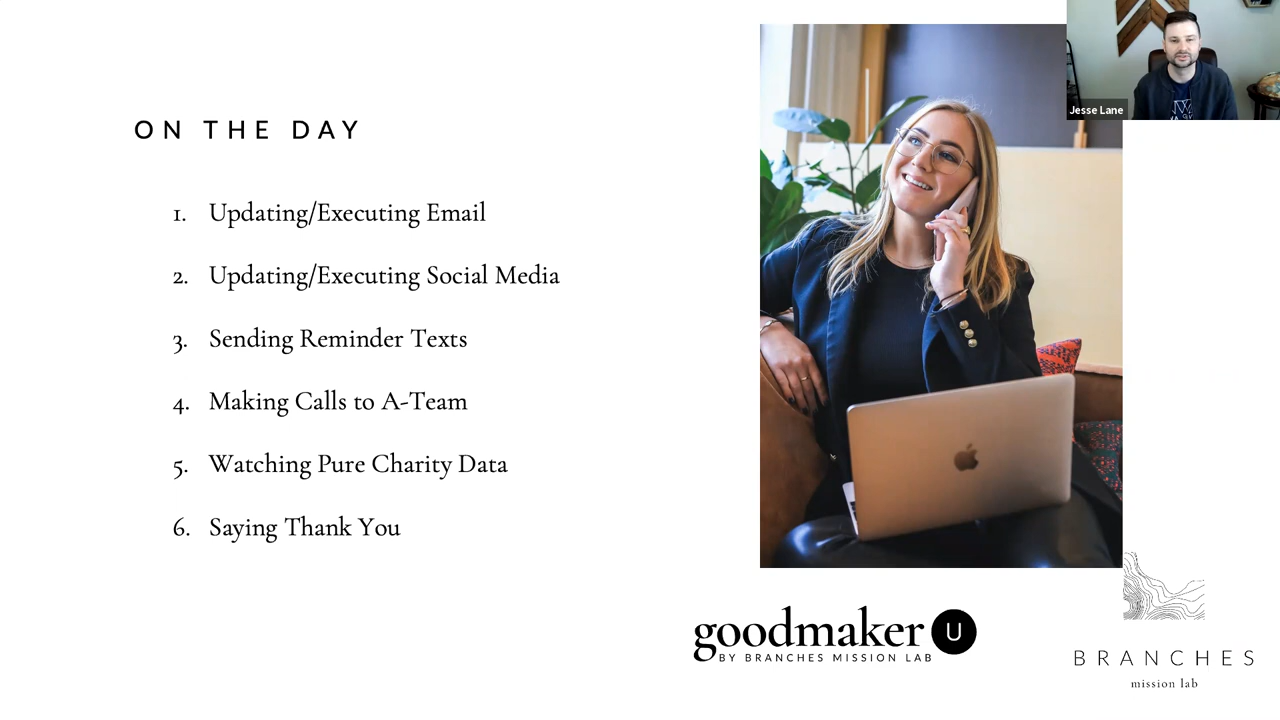 Jesse Lane
ON THE DAY
1. Updating/Executing Email
2. Updating/Executing Social Media
3. Sending Reminder Texts
4. Making Calls to A-Team
5. Watching Pure Charity Data
6. Saying Thank You
goodmaker U
BY BRANCHES MISSION LAB
BRANCHES
mission lab